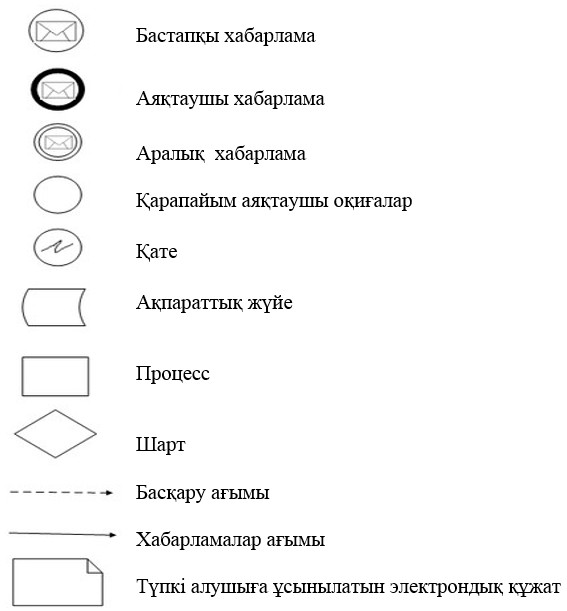 Бастапқы хабарлама
Аяқтаушы хабарлама
Аралық хабарлама
Қарапайым аяқтаушы оқиғалар
Қате
Ақпараттық жүйе
Процесс
Шарт
Басқару ағымы
Хабарламалар ағымы
Түпкі алушыға ұсынылатын электрондық құжат